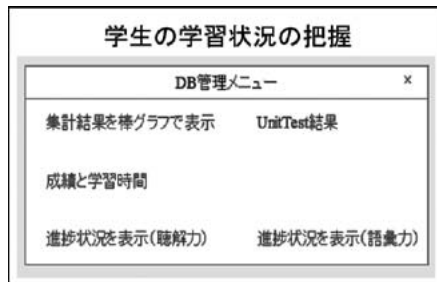 学生の学習状況の把握
DB管理メニュー ×
集計結果を棒グラフで表示 UnitTest結果
成績と学習時間
進捗状況を表示(聴解力) 進捗状況を表示(語彙力)